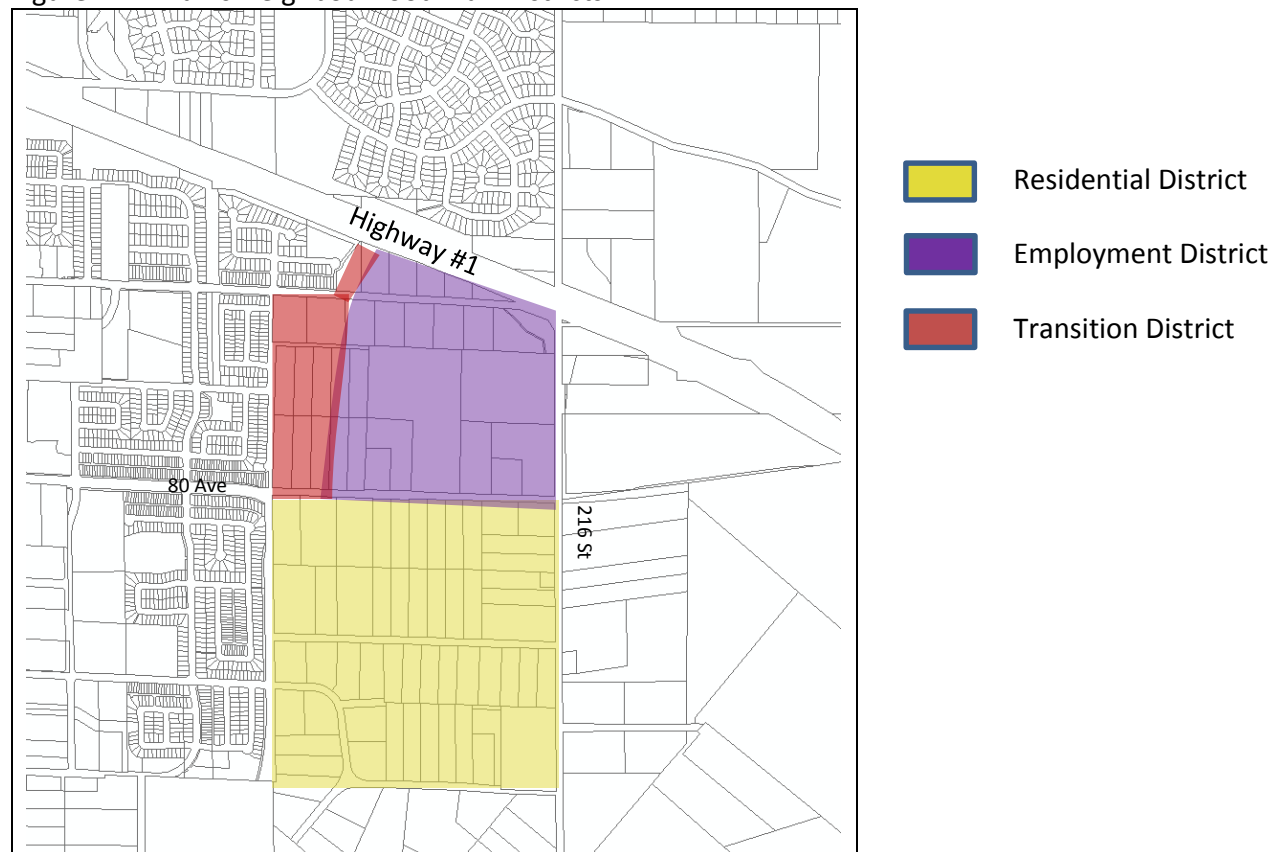 Highway #1
80 Ave
216 St
Residential District
Employment District
Transition District